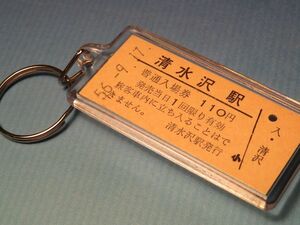 清水沢駅
普通入場券 110円
発売当日1回限り有効
旅客車内に立ち入ることはで
きません。
清水沢駅発行
入・清沢
小